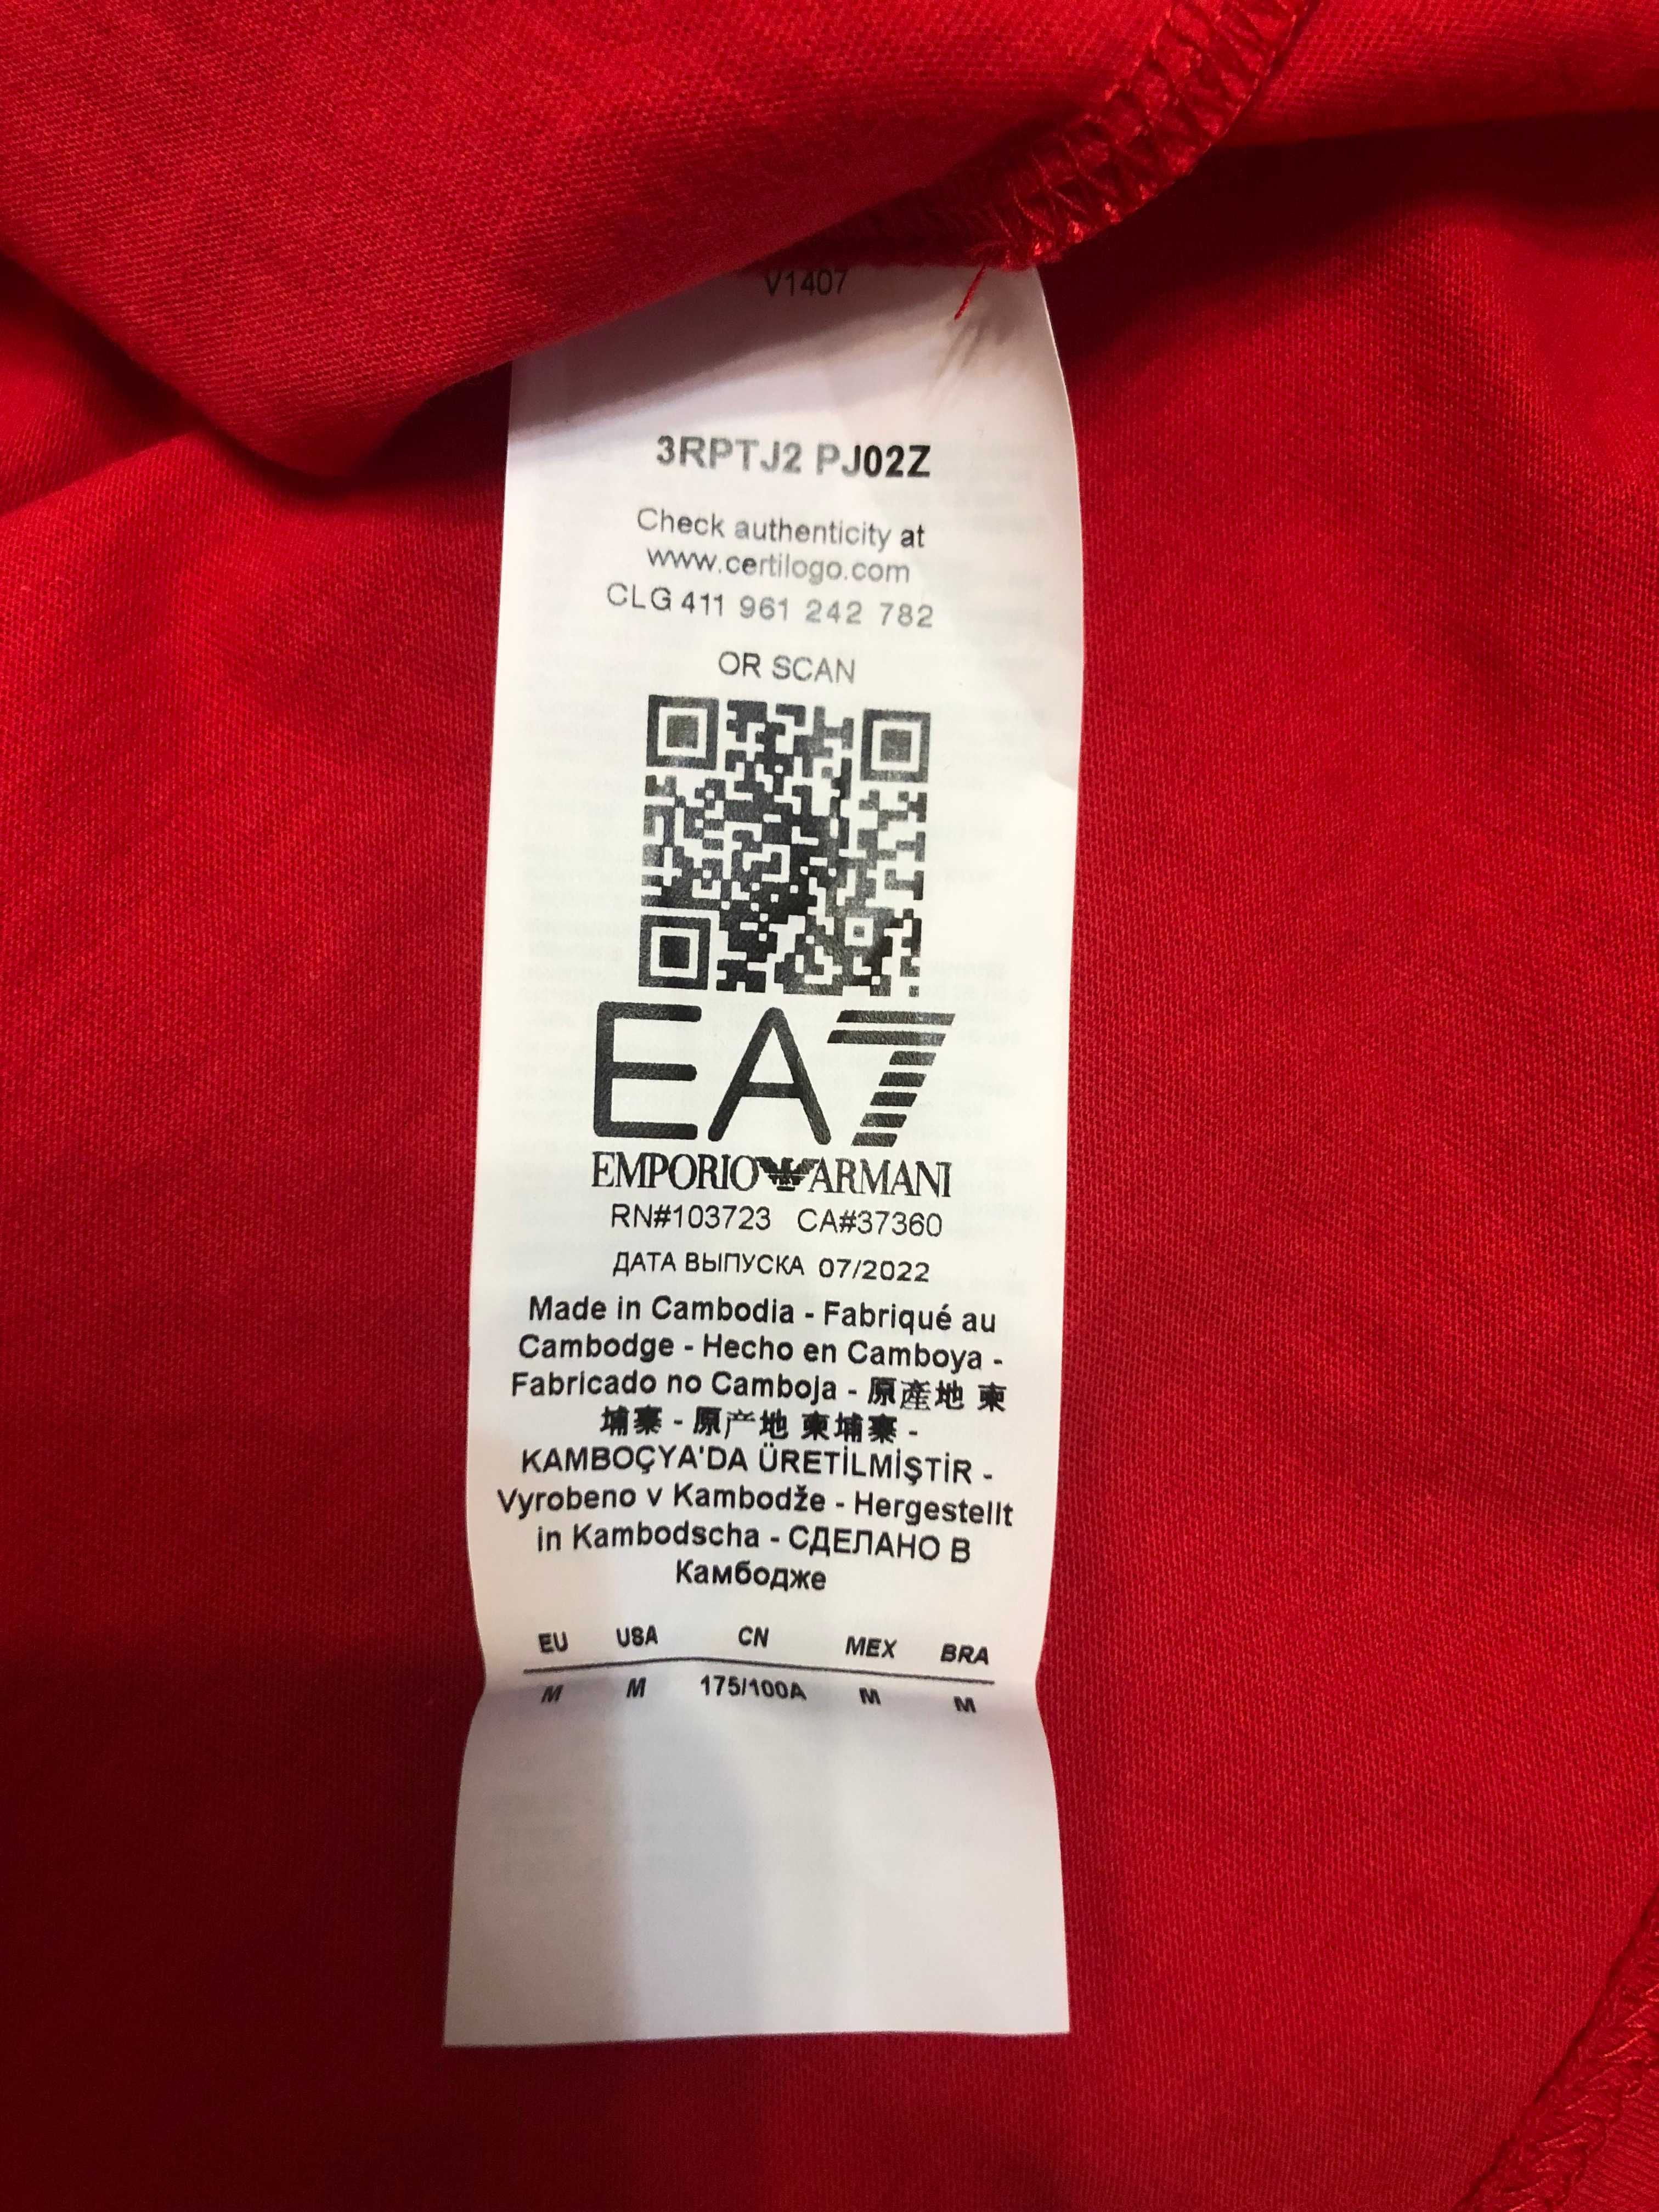 V1407
3RPTJ2 PJ02Z
Check authenticity at
www.certilogo.com
CLG 411 961 242 782
OR SCAN
EA7
EMPORIO ARMANI
RN#103723 CA#37360
ДАТА ВЫПУСКА 07/2022
Made in Cambodia - Fabriqué au
Cambodge - Hecho en Camboya -
Fabricado no Camboja - 原產地 柬
埔寨 - 原产地 柬埔寨 -
KAMBOÇYA'DA ÜRETİLMİŞTİR -
Vyrobeno v Kambodže - Hergestellt
in Kambodscha - СДЕЛАНО В
Камбодже
EU USA CN MEX BRA
M M 175/100A M M